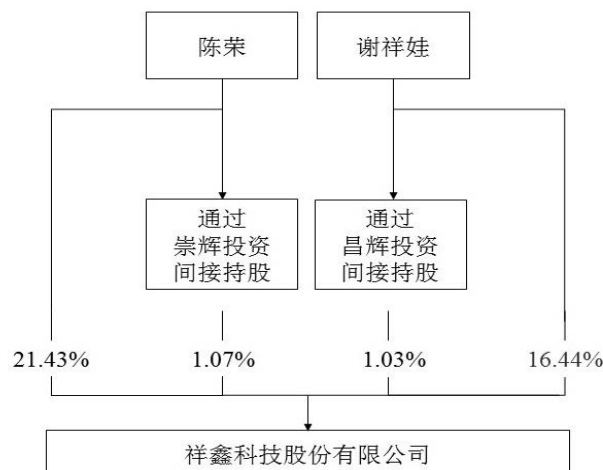 陈荣
谢祥娃
通过
崇辉投资
间接持股
通过
昌辉投资
间接持股
21.43%
1.07%
1.03%
16.44%
祥鑫科技股份有限公司